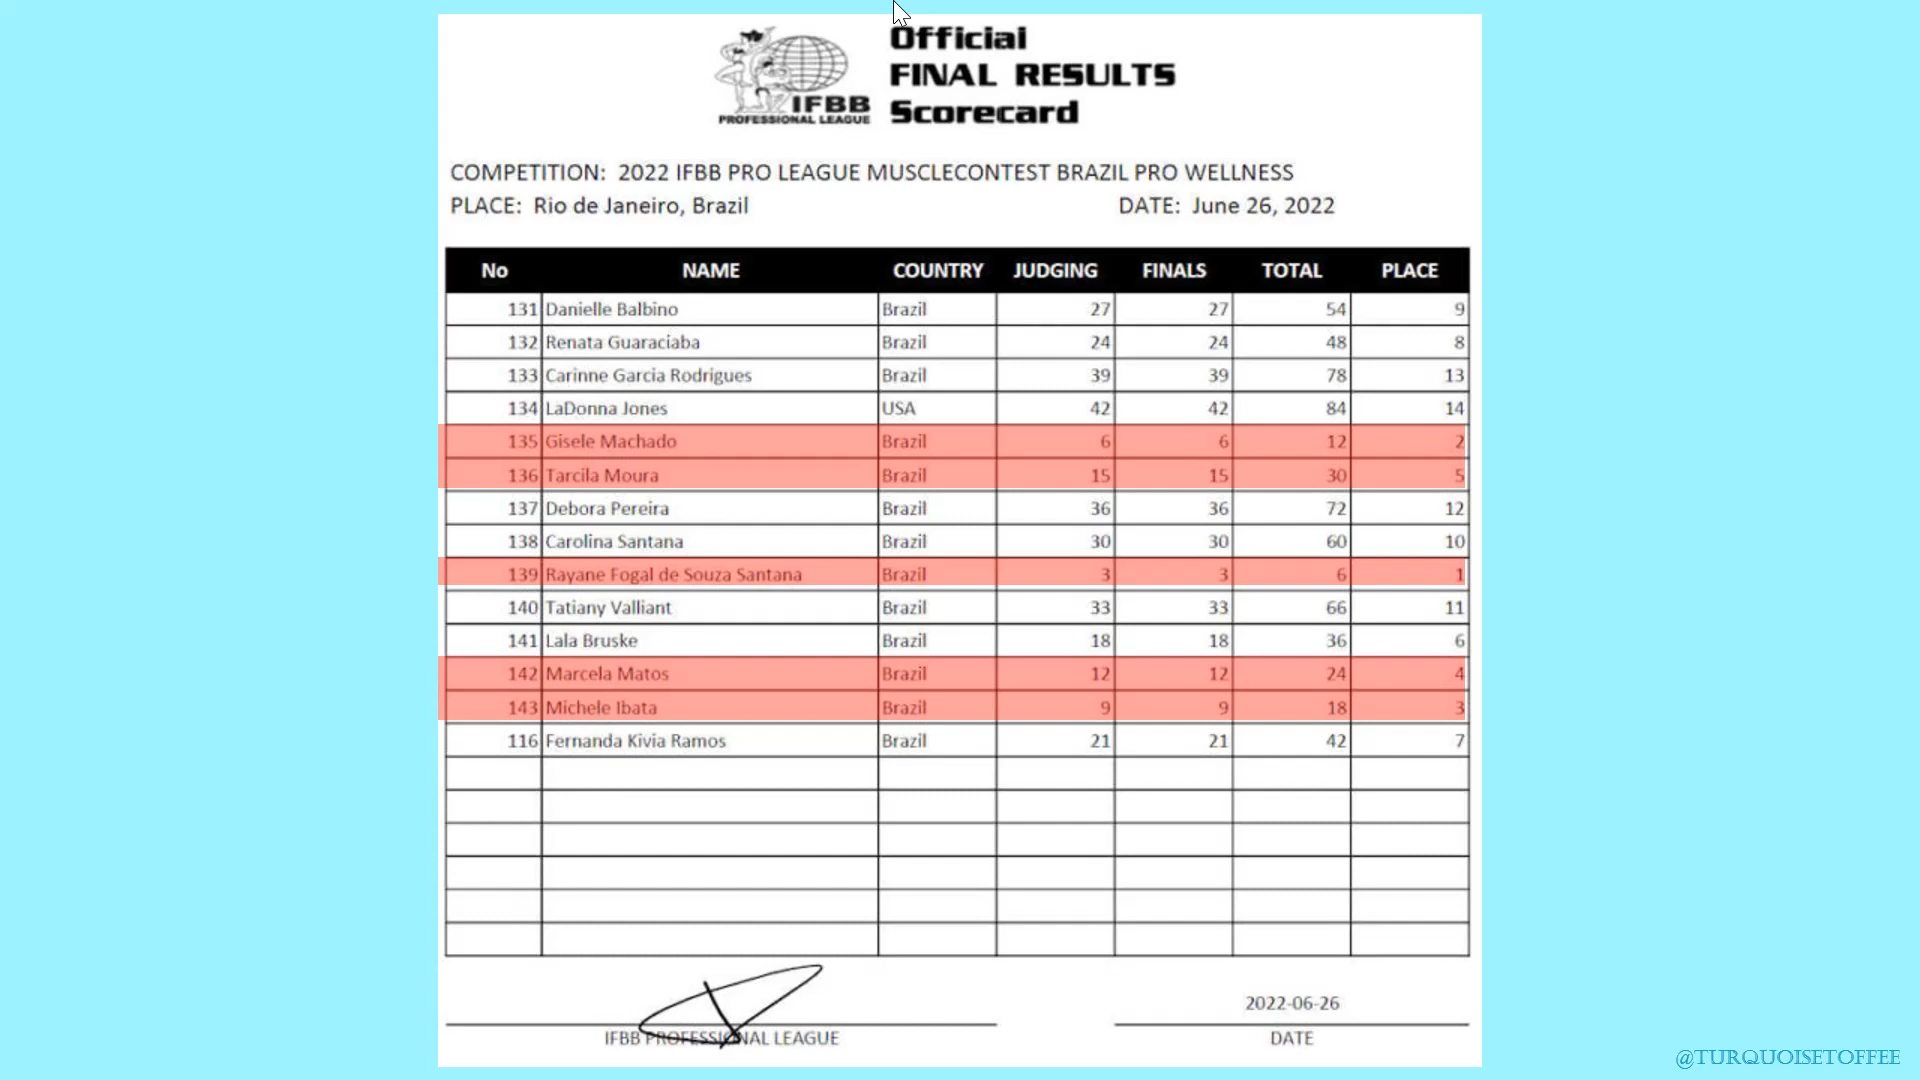 Official
FINAL RESULTS
Scorecard
IFBB
PROFESSIONAL LEAGUE
COMPETITION: 2022 IFBB PRO LEAGUE MUSCLECONTEST BRAZIL PRO WELLNESS
PLACE: Rio de Janeiro, Brazil DATE: June 26, 2022
No NAME COUNTRY JUDGING FINALS TOTAL PLACE
131 Danielle Balbino Brazil 27 27 54 9
132 Renata Guaraciaba Brazil 24 24 48 8
133 Carinne Garcia Rodrigues Brazil 39 39 78 13
134 LaDonna Jones USA 42 42 84 14
135 Gisele Machado Brazil 6 6 12 2
136 Tarcila Moura Brazil 15 15 30 5
137 Debora Pereira Brazil 36 36 72 12
138 Carolina Santana Brazil 30 30 60 10
139 Rayane Fogal de Souza Santana Brazil 3 3 6 1
140 Tatiany Valliant Brazil 33 33 66 11
141 Lala Bruske Brazil 18 18 36 6
142 Marcela Matos Brazil 12 12 24 4
143 Michele Ibata Brazil 9 9 18 3
116 Fernanda Kivia Ramos Brazil 21 21 42 7
2022-06-26
IFBB PROFESSIONAL LEAGUE DATE
@TURQUOISETOFFEE